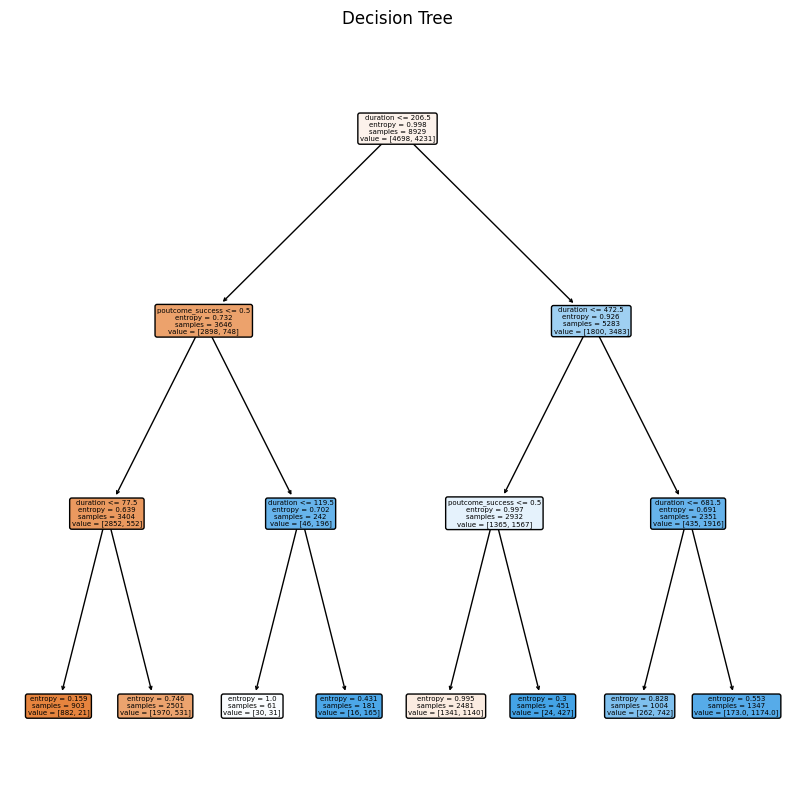 Decision Tree
duration <= 206.5
entropy = 0.998
samples = 8929
value = [4698, 4231]
poutcome_success <= 0.5
entropy = 0.732
samples = 3646
value = [2898, 748]
duration <= 472.5
entropy = 0.926
samples = 5283
value = [1800, 3483]
duration <= 77.5
entropy = 0.639
samples = 3404
value = [2852, 552]
duration <= 119.5
entropy = 0.702
samples = 242
value = [46, 196]
poutcome_success <= 0.5
entropy = 0.997
samples = 2932
value = [1365, 1567]
duration <= 681.5
entropy = 0.691
samples = 2351
value = [435, 1916]
entropy = 0.159
samples = 903
value = [882, 21]
entropy = 0.746
samples = 2501
value = [1970, 531]
entropy = 1.0
samples = 61
value = [30, 31]
entropy = 0.431
samples = 181
value = [16, 165]
entropy = 0.995
samples = 2481
value = [1341, 1140]
entropy = 0.3
samples = 451
value = [24, 427]
entropy = 0.828
samples = 1004
value = [262, 742]
entropy = 0.553
samples = 1347
value = [173.0, 1174.0]